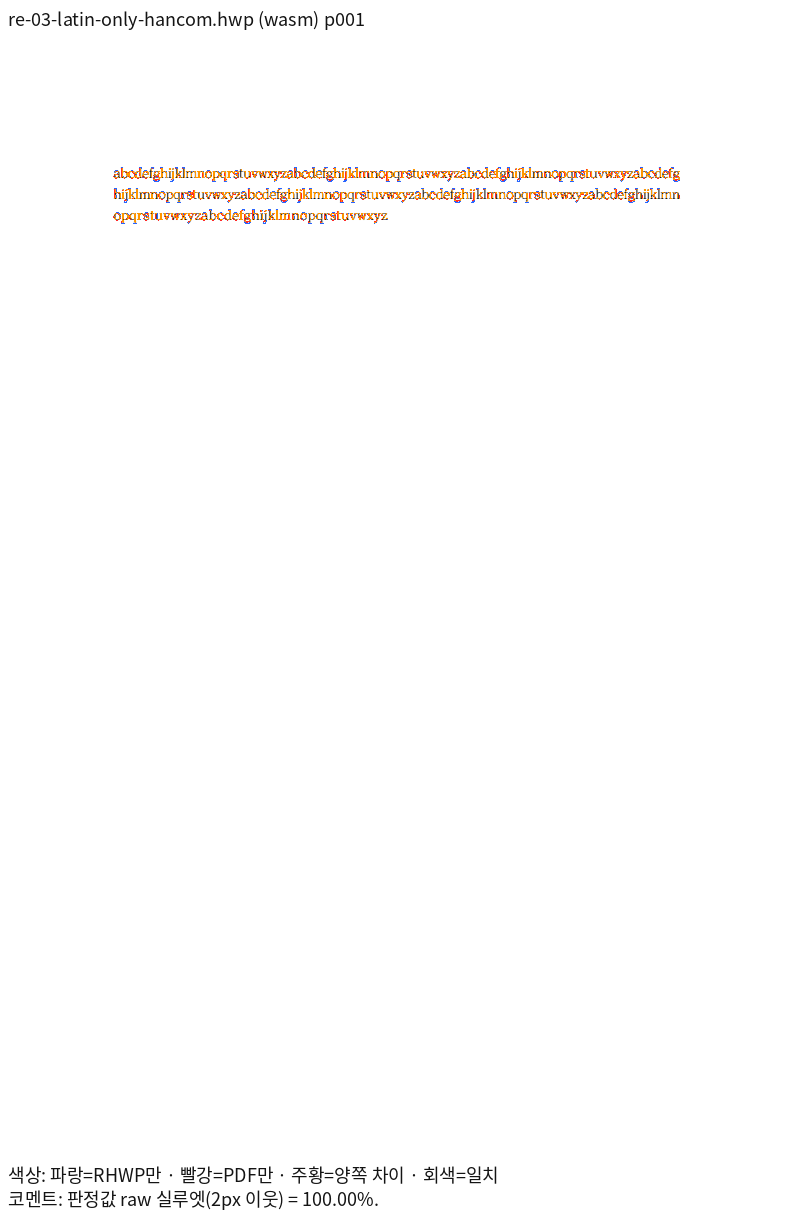 re-03-latin-only-hancom.hwp (wasm) p001
abcdefghijklmnopqrstuvwxyzabcdefghijklmnopqrstuvwxyzabcdefghijklmnopqrstuvwxyzabcdefg
hijklmnopqrstuvwxyzabcdefghijklmnopqrstuvwxyzabcdefghijklmnopqrstuvwxyzabcdefghijklmn
opqrstuvwxyzabcdefghijklmnopqrstuvwxyz
색상: 파랑=RHWP만 · 빨강=PDF만 · 주황=양쪽 차이 · 회색=일치
코멘트: 판정값 raw 실루엣(2px 이웃) = 100.00%.